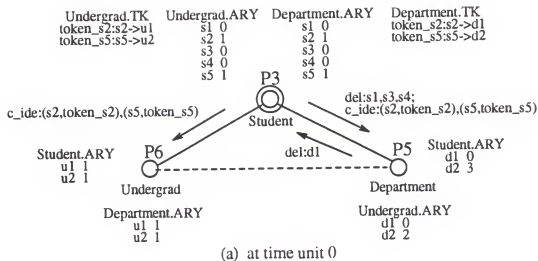 Undergrad.TK Undergrad.ARY Department.ARY Department.TK
token_s2:s2->u1 s1 0 s1 0 token_s2:s2->d1
token_s5:s5->u2 s2 1 s2 1 token_s5:s5->d2
s3 0 s3 0
s4 0 s4 0
s5 1 s5 1
P3
c_ide:(s2,token_s2),(s5,token_s5) del:s1,s3,s4;
Student c_ide:(s2,token_s2),(s5,token_s5)
Student.ARY P6 del:d1 P5 Student.ARY
u1 1 d1 0
u2 1 d2 3
Undergrad Department
Department.ARY Undergrad.ARY
u1 1 d1 0
u2 1 d2 2
(a) at time unit 0